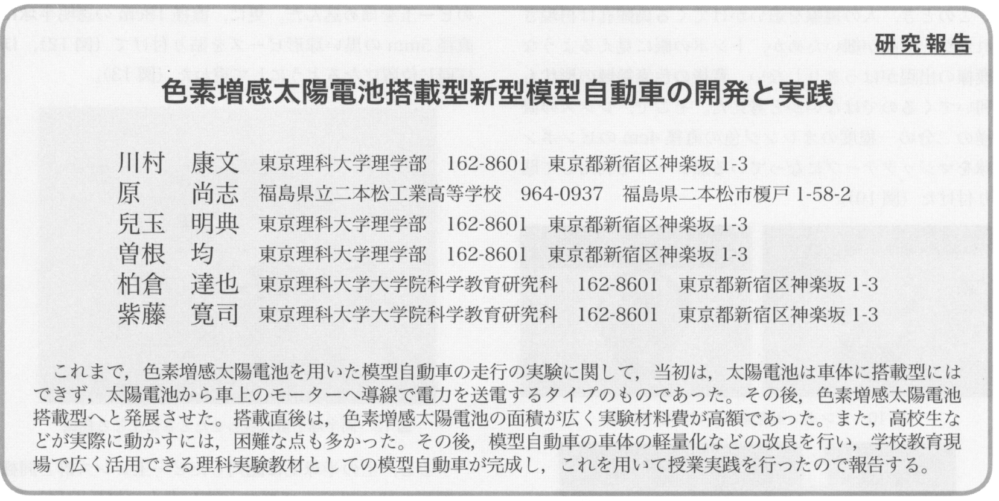 研究報告
色素増感太陽電池搭載型新型模型自動車の開発と実践
川村　康文　東京理科大学理学部　162-8601　東京都新宿区神楽坂 1-3
原　　尚志　福島県立二本松工業高等学校　964-0937　福島県二本松市榎戸 1-58-2
兒玉　明典　東京理科大学理学部　162-8601　東京都新宿区神楽坂 1-3
曽根　均　　東京理科大学理学部　162-8601　東京都新宿区神楽坂 1-3
柏倉　達也　東京理科大学大学院科学教育研究科　162-8601　東京都新宿区神楽坂 1-3
紫藤　寛司　東京理科大学大学院科学教育研究科　162-8601　東京都新宿区神楽坂 1-3
これまで，色素増感太陽電池を用いた模型自動車の走行の実験に関して，当初は，太陽電池は車体に搭載型には
できず，太陽電池から車上のモーターへ導線で電力を送電するタイプのものであった。その後，色素増感太陽電池
搭載型へと発展させた。搭載直後は，色素増感太陽電池の面積が広く実験材料費が高額であった。また，高校生な
どが実際に動かすには，困難な点も多かった。その後，模型自動車の車体の軽量化などの改良を行い，学校教育現
場で広く活用できる理科実験教材としての模型自動車が完成し，これを用いて授業実践を行ったので報告する。